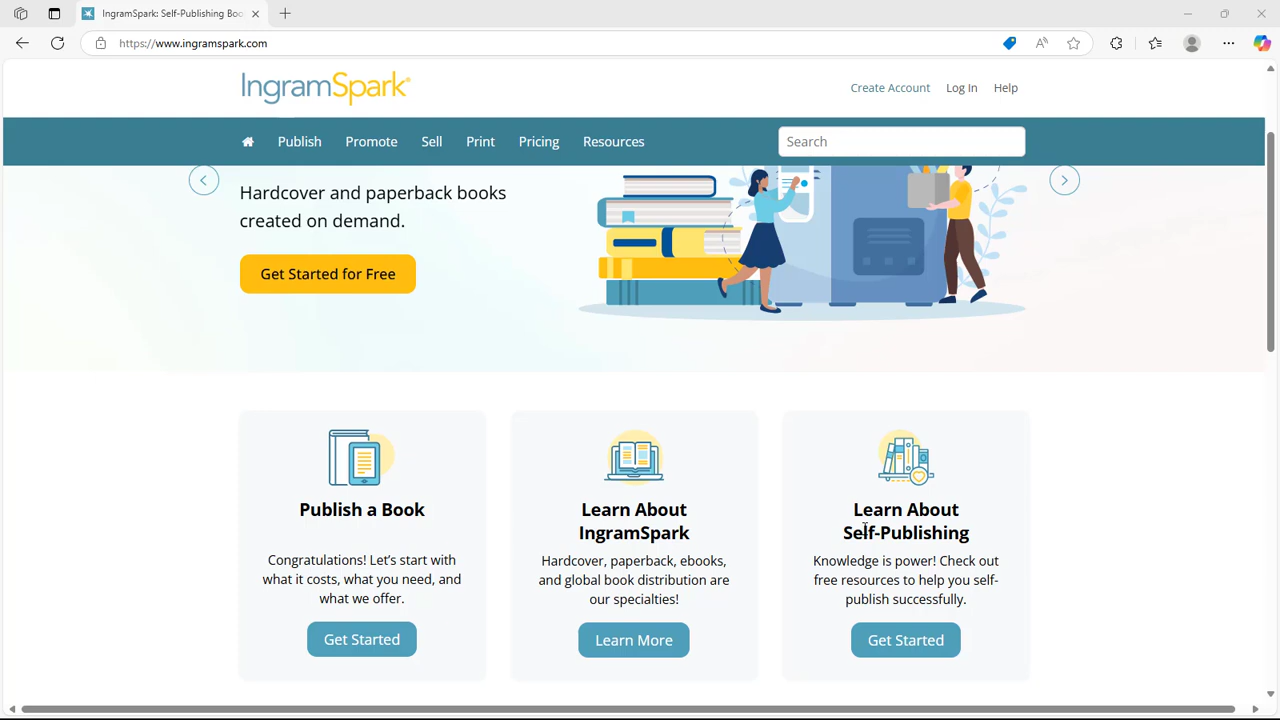 IngramSpark: Self-Publishing Boo
https://www.ingramspark.com
IngramSpark®
Create Account Log In Help
Publish Promote Sell Print Pricing Resources Search
Hardcover and paperback books
created on demand.
Get Started for Free
Publish a Book
Congratulations! Let's start with
what it costs, what you need, and
what we offer.
Get Started
Learn About
IngramSpark
Hardcover, paperback, ebooks,
and global book distribution are
our specialties!
Learn More
Learn About
Self-Publishing
Knowledge is power! Check out
free resources to help you self-
publish successfully.
Get Started